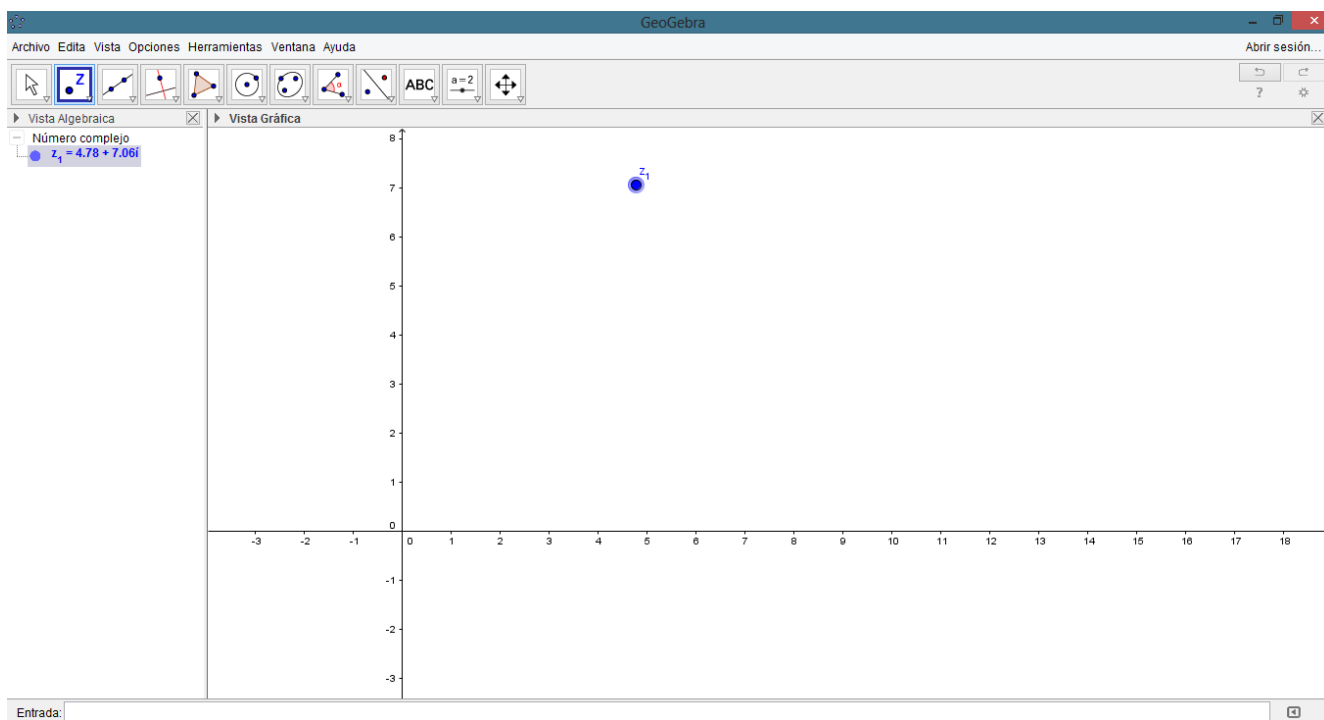 GeoGebra
Archivo Edita Vista Opciones Herramientas Ventana Ayuda
Abrir sesión...
Z
α
ABC
a=2
?
Vista Algebraica
Vista Gráfica
Número complejo
z₁ = 4.78 + 7.06í
z₁
8
7
6
5
4
3
2
1
0
-3 -2 -1 0 1 2 3 4 5 6 7 8 9 10 11 12 13 14 15 16 17 18
-1
-2
-3
Entrada: